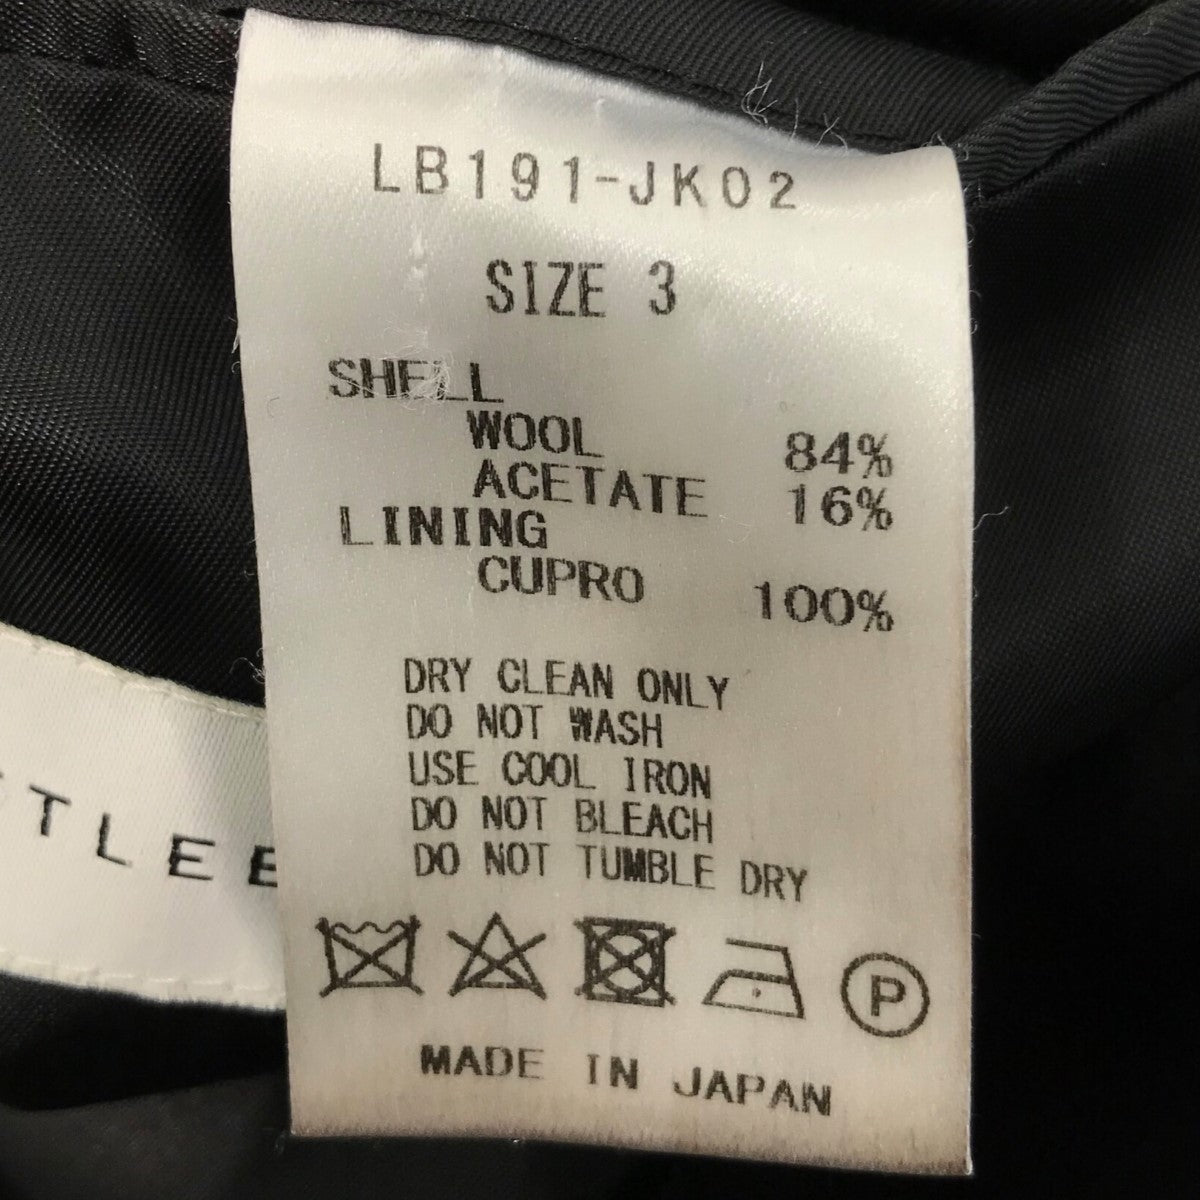 LB191-JK02
SIZE 3
SHELL
WOOL 84%
ACETATE 16%
LINING
CUPRO 100%
DRY CLEAN ONLY
DO NOT WASH
USE COOL IRON
DO NOT BLEACH
DO NOT TUMBLE DRY
P
MADE IN JAPAN